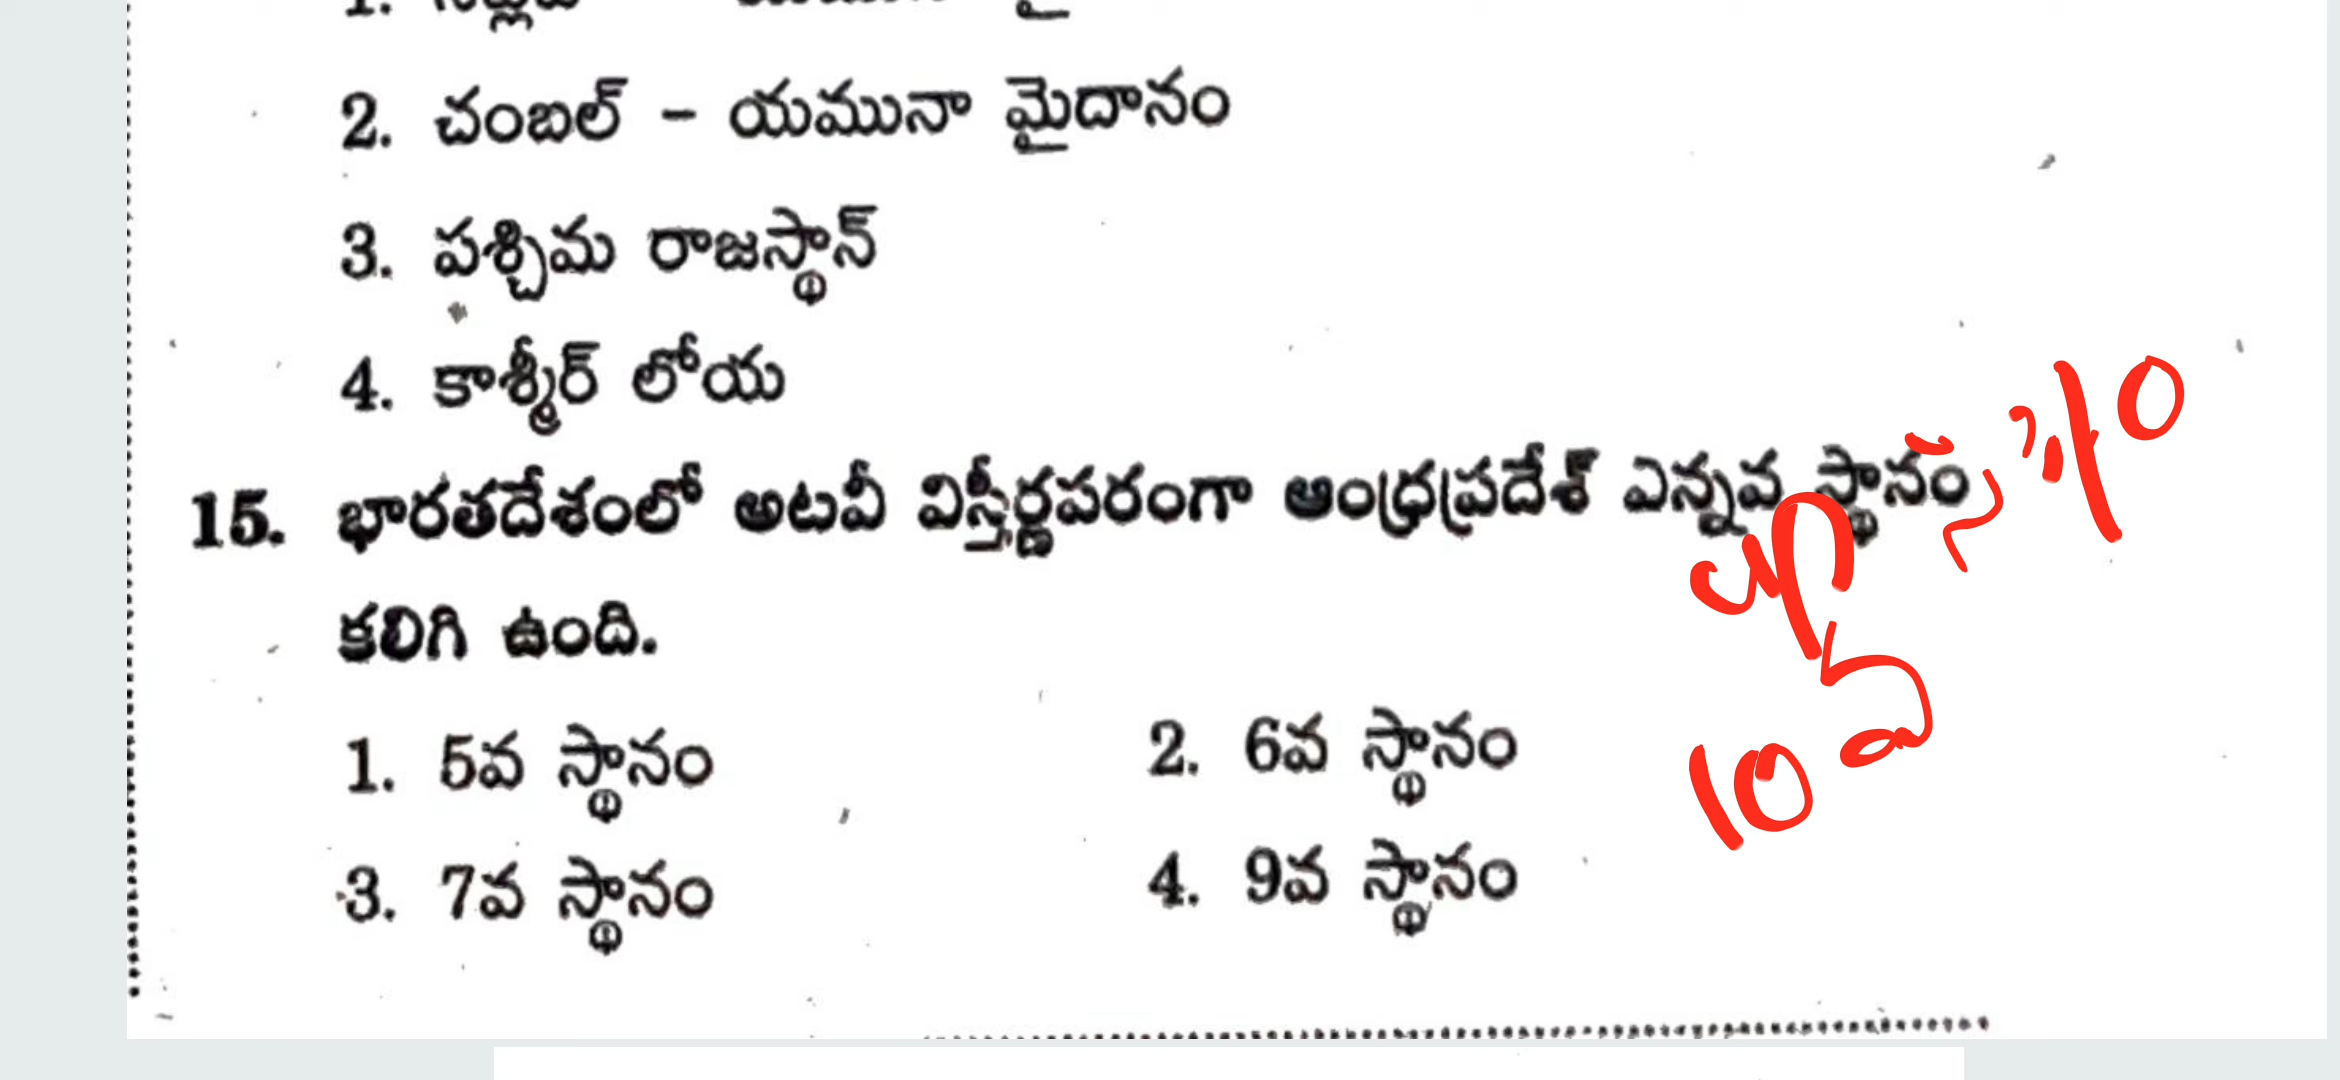 2. చంబల్ - యమునా మైదానం
3. పశ్చిమ రాజస్థాన్
4. కాశ్మీర్ లోయ
15. భారతదేశంలో అటవీ విస్తీర్ణపరంగా ఆంధ్రప్రదేశ్ ఎన్నవ స్థానం
కలిగి ఉంది.
1. 5వ స్థానం 2. 6వ స్థానం
10వ
3. 7వ స్థానం 4. 9వ స్థానం